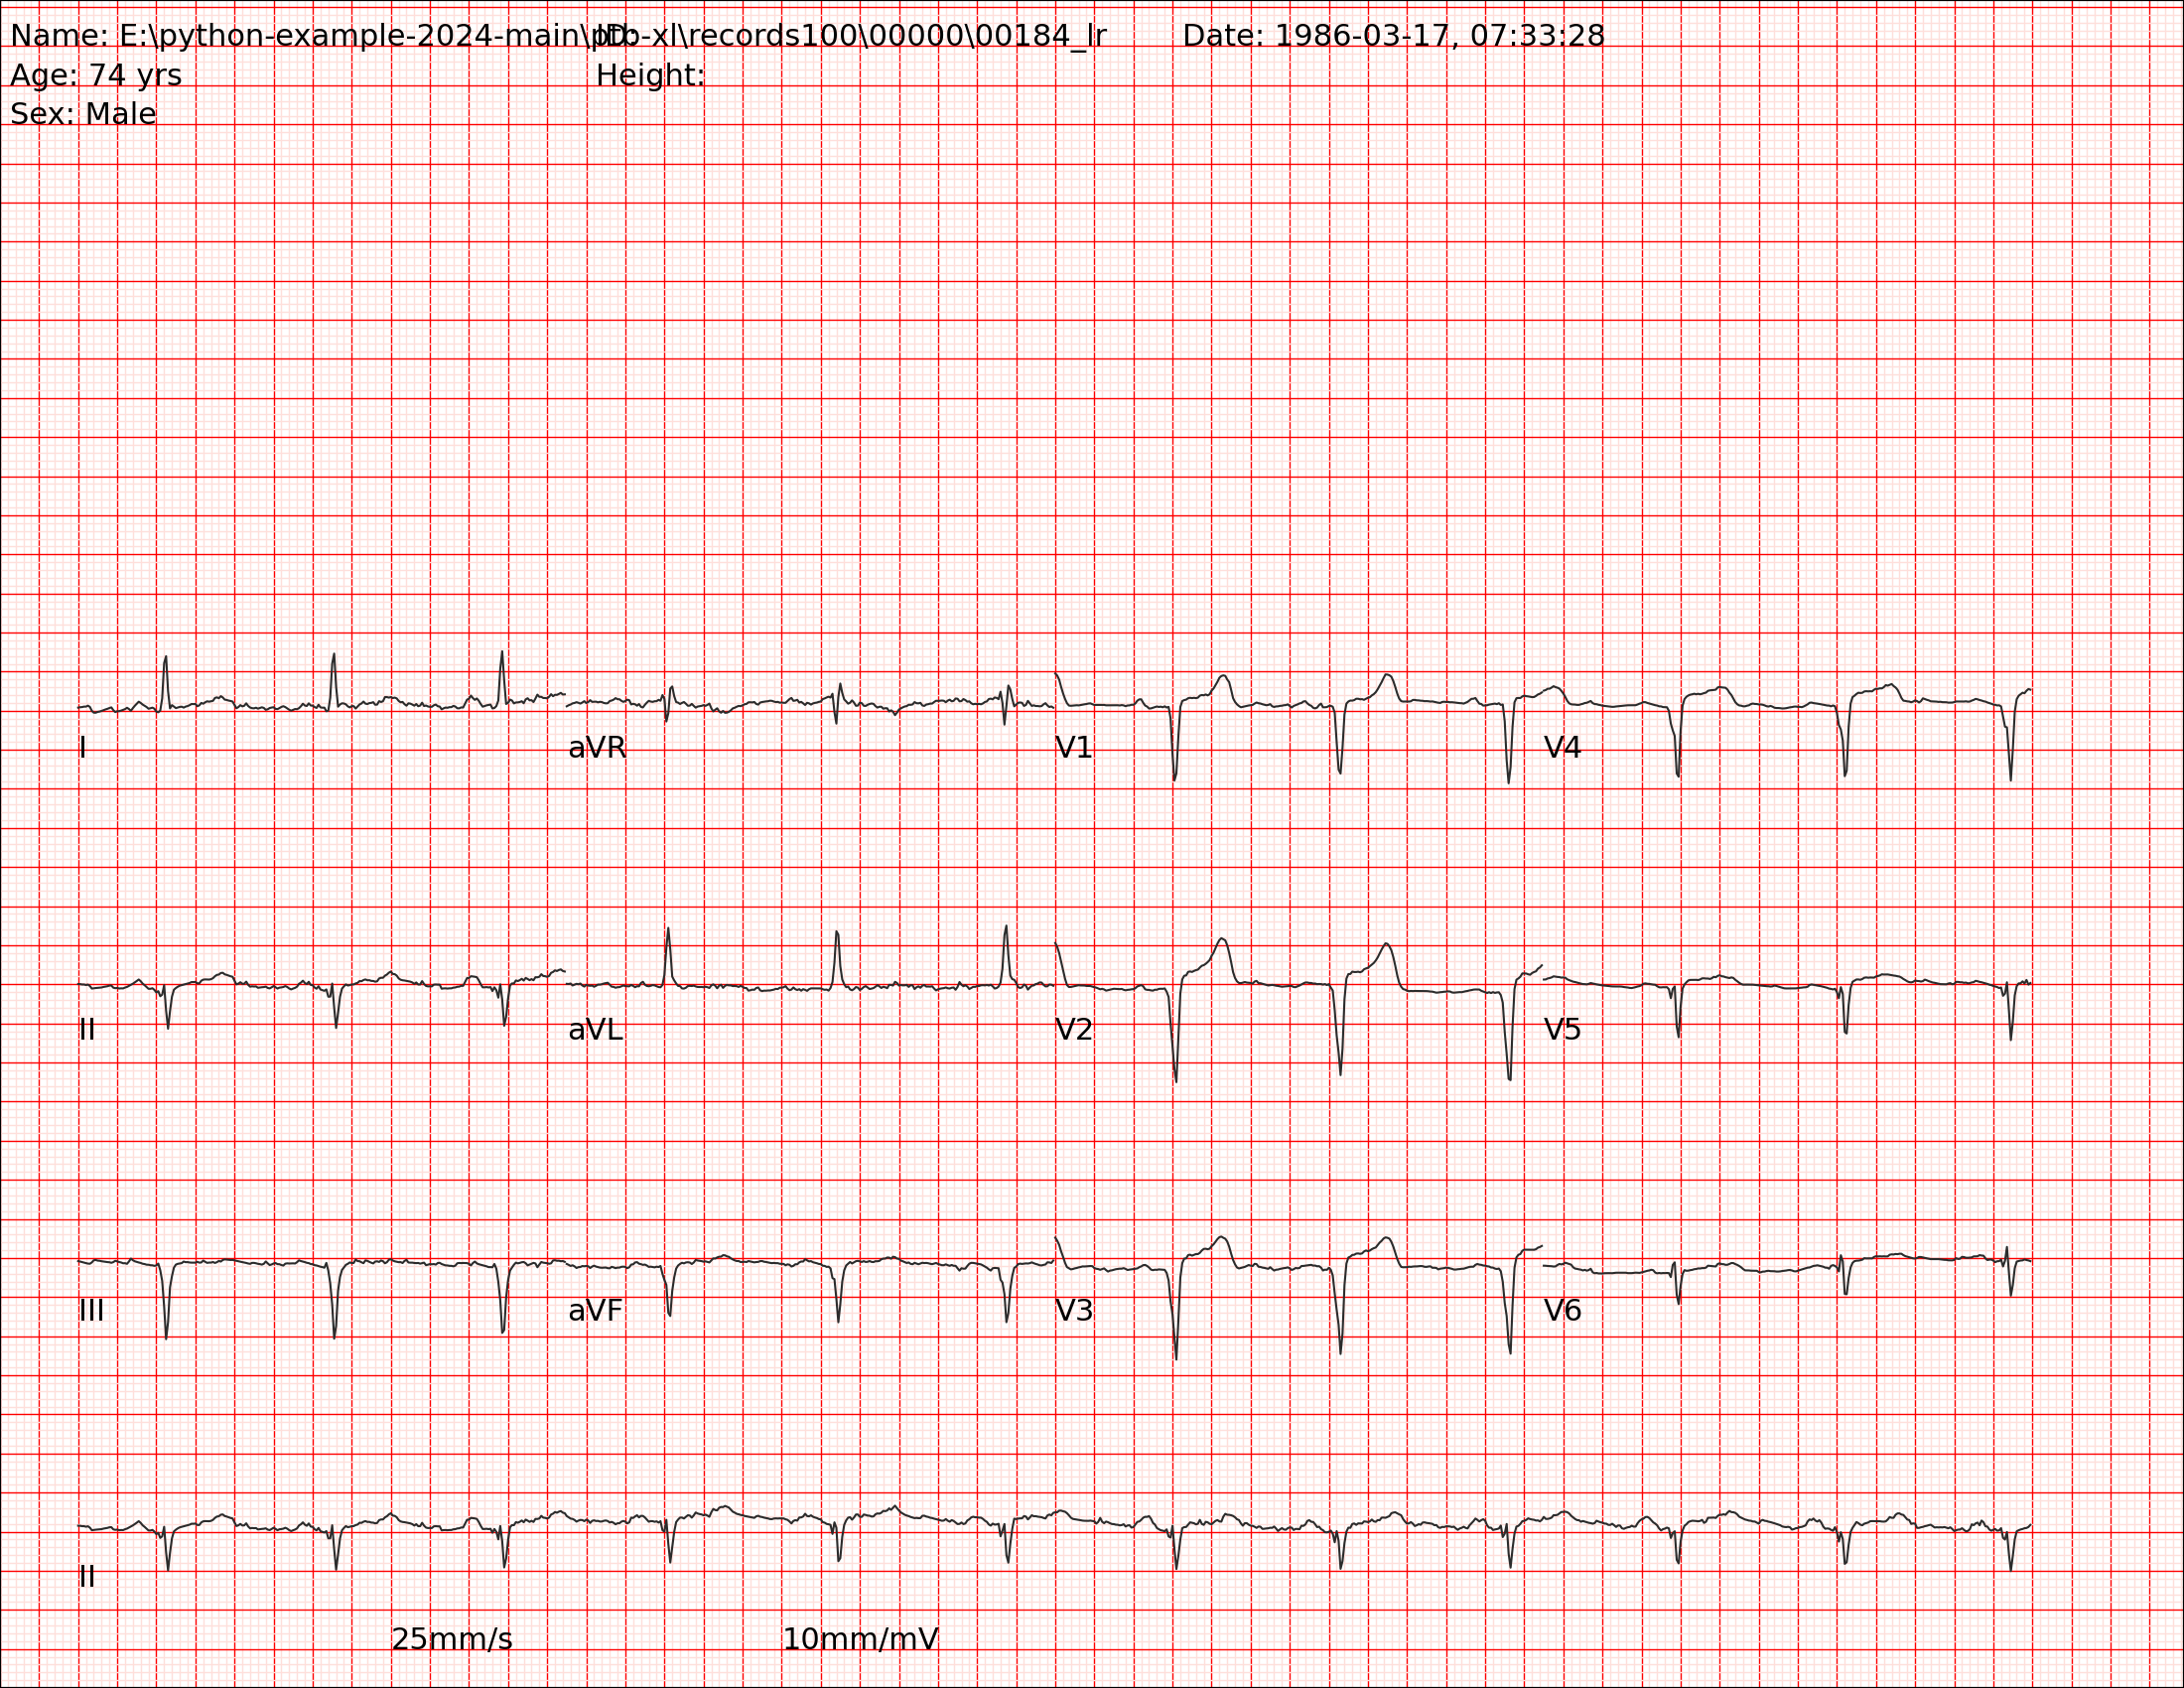 Name: E:\python-example-2024-main\ptb-xl\records100\00000\00184_lr ID: Date: 1986-03-17, 07:33:28
Age: 74 yrs Height:
Sex: Male
I aVR V1 V4
II aVL V2 V5
III aVF V3 V6
II
25mm/s 10mm/mV